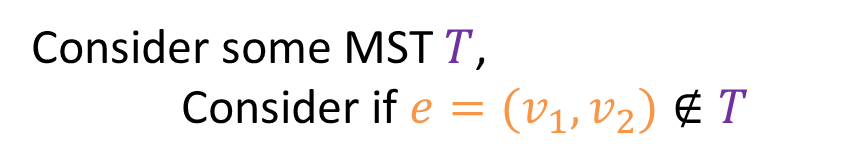 Consider some MST T,
Consider if e = (v₁, v₂) ∉ T